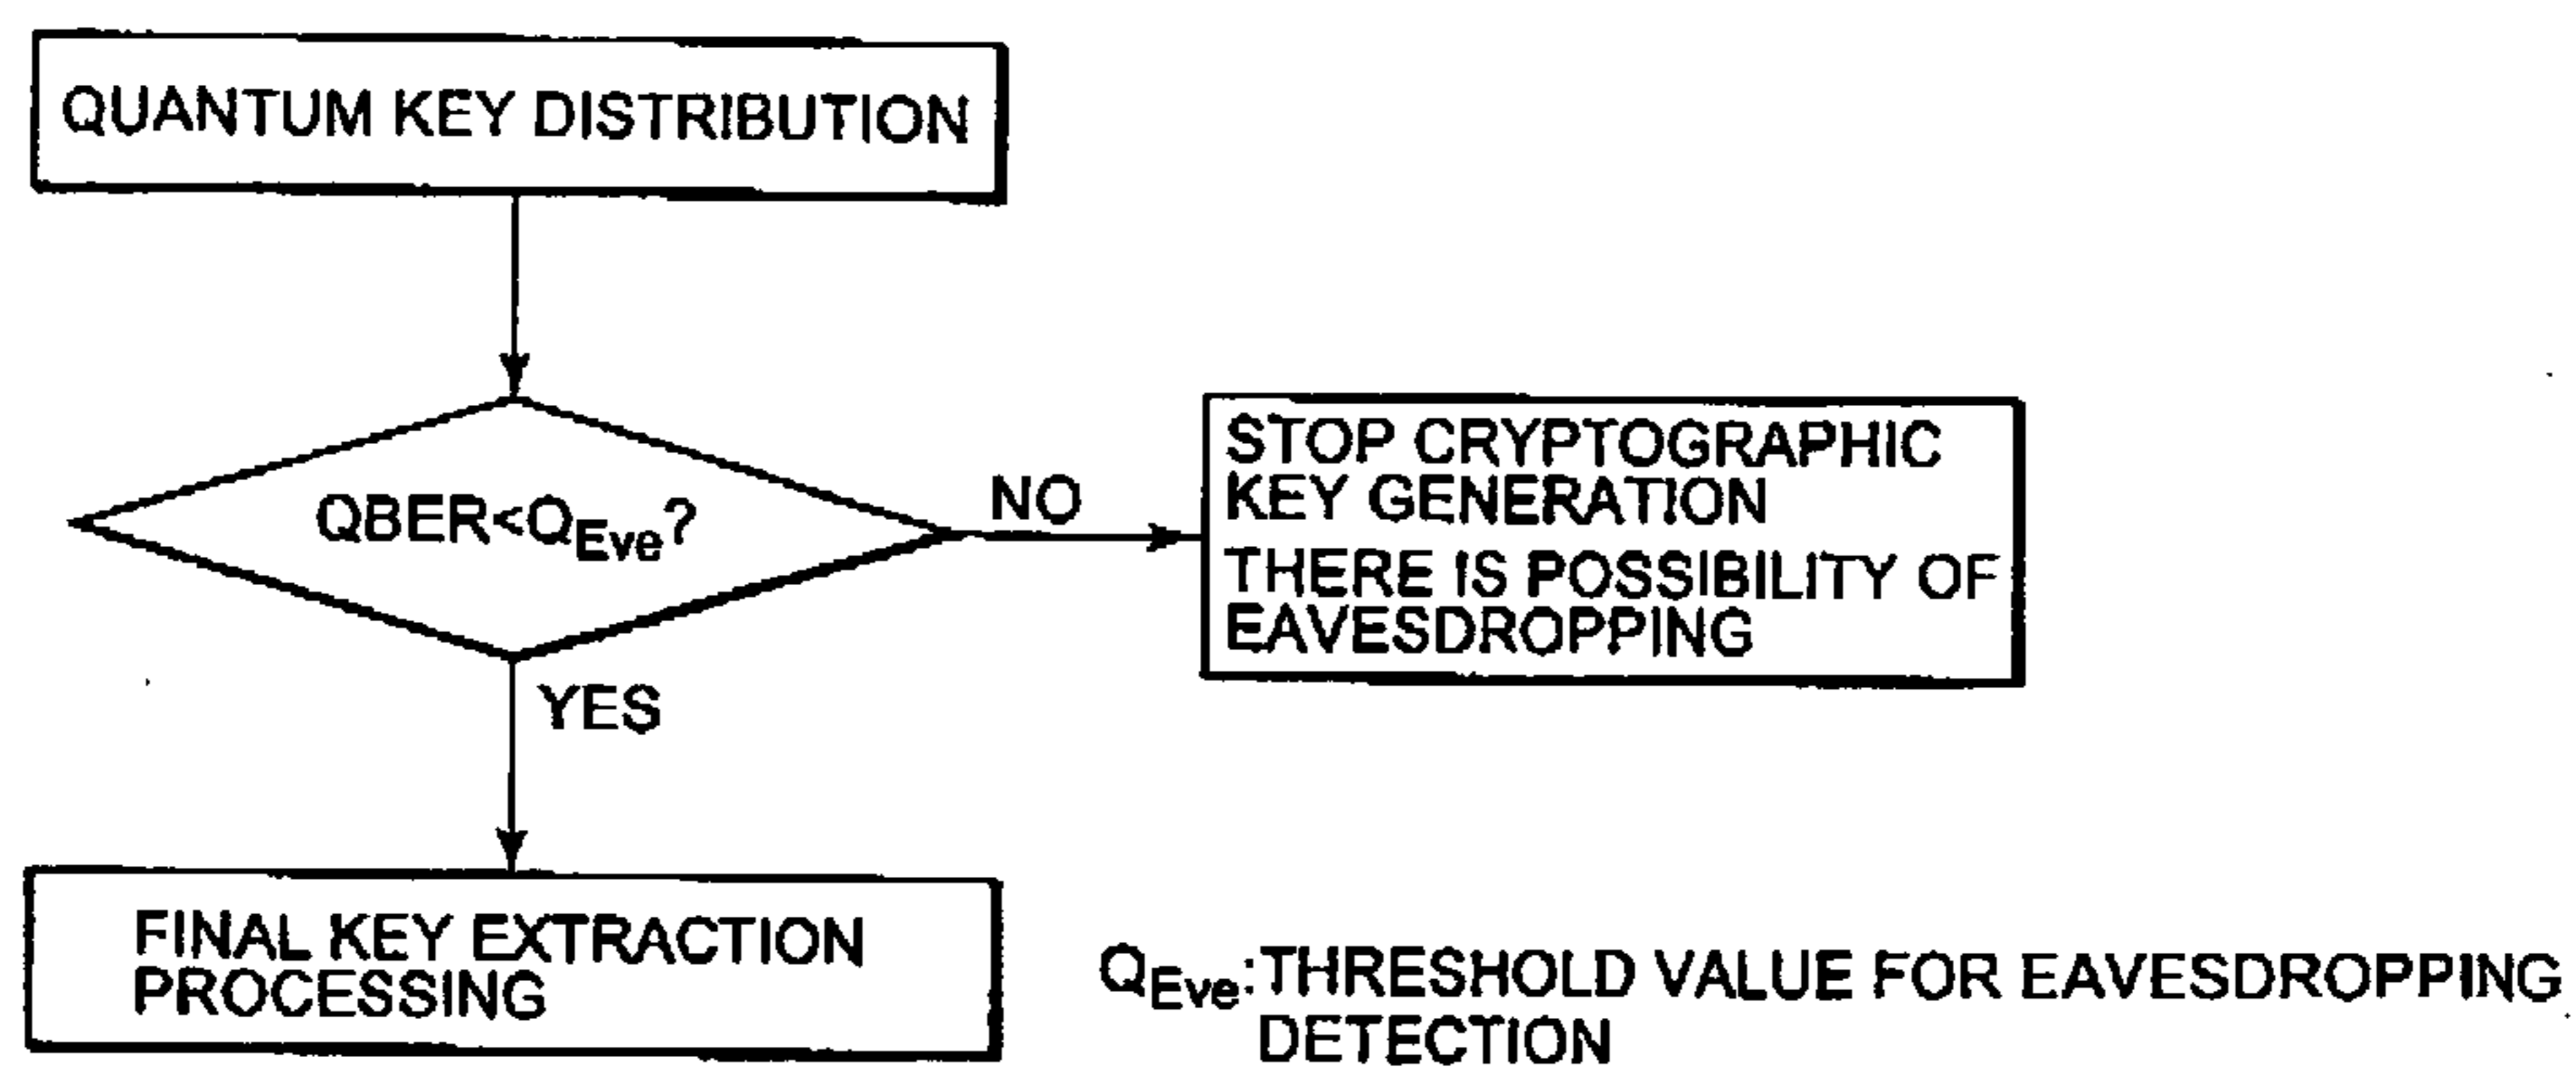 QUANTUM KEY DISTRIBUTION
QBER<QEve?
NO
STOP CRYPTOGRAPHIC
KEY GENERATION
THERE IS POSSIBILITY OF
EAVESDROPPING
YES
FINAL KEY EXTRACTION
PROCESSING
QEve:THRESHOLD VALUE FOR EAVESDROPPING
DETECTION